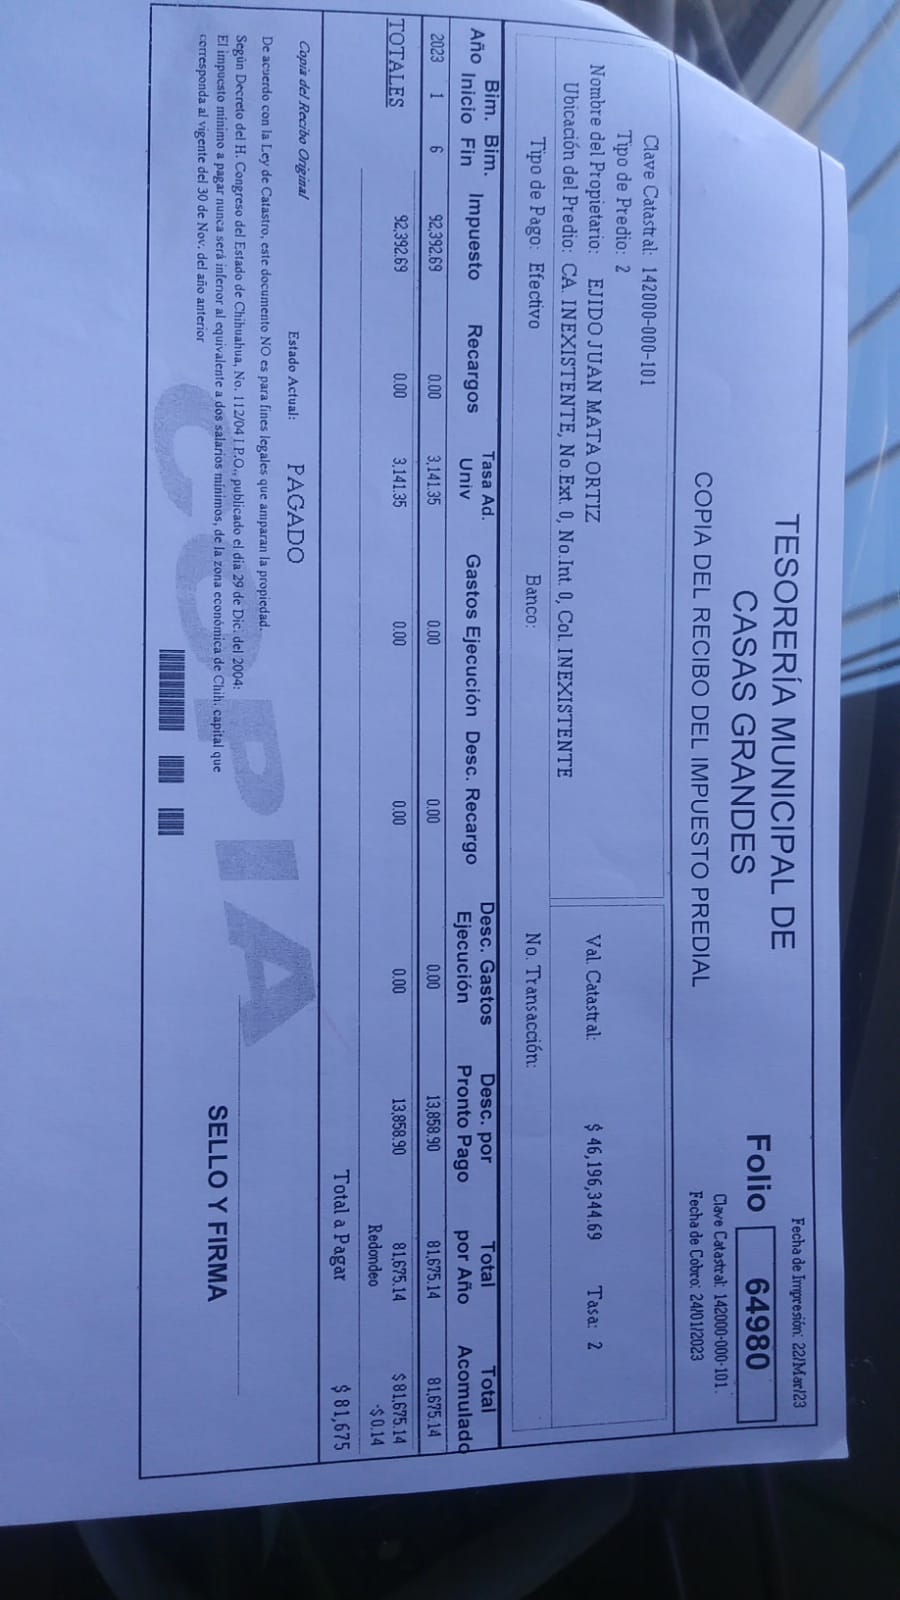 Fecha de Impresión: 22/Mar/23
TESORERÍA MUNICIPAL DE
CASAS GRANDES
Folio 64980
COPIA DEL RECIBO DEL IMPUESTO PREDIAL
Clave Catastral: 142000-000-101.
Fecha de Cobro: 24/01/2023
Clave Catastral: 142000-000-101
Tipo de Predio: 2
Nombre del Propietario: EJIDO JUAN MATA ORTIZ
Val. Catastral: $ 46,196,344.69 Tasa: 2
Ubicación del Predio: CA. INEXISTENTE, No.Ext. 0, No.Int. 0, Col. INEXISTENTE
Tipo de Pago: Efectivo Banco: No. Transacción:
Año Bim. Inicio Bim. Fin Impuesto Recargos Tasa Ad. Univ Gastos Ejecución Desc. Recargo Desc. Gastos Ejecución Desc. por Pronto Pago Total por Año Total Acomulado
2023 1 6 92,392.69 0.00 3,141.35 0.00 0.00 0.00 13,858.90 81,675.14 81,675.14
TOTALES 92,392.69 0.00 3,141.35 0.00 0.00 0.00 13,858.90 81,675.14 $ 81,675.14
Redondeo -$ 0.14
Total a Pagar $ 81,675
Copia del Recibo Original Estado Actual: PAGADO
De acuerdo con la Ley de Catastro, este documento NO es para fines legales que amparan la propiedad.
Según Decreto del H. Congreso del Estado de Chihuahua, No. 112/04 I P.O., publicado el dia 29 de Dic. del 2004:
El impuesto mínimo a pagar nunca será inferior al equivalente a dos salarios mínimos, de la zona económica de Chih. capital que
corresponda al vigente del 30 de Nov. del año anterior
COPIA
SELLO Y FIRMA